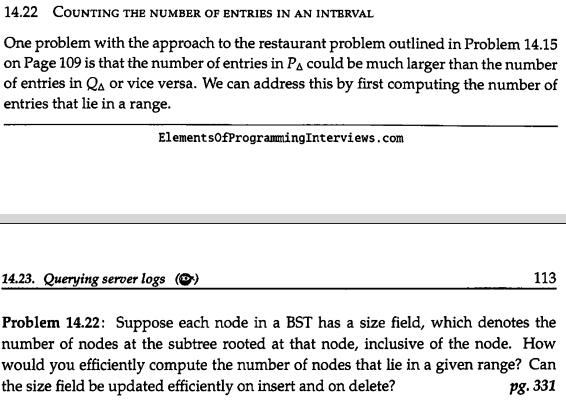 14.22 COUNTING THE NUMBER OF ENTRIES IN AN INTERVAL
One problem with the approach to the restaurant problem outlined in Problem 14.15
on Page 109 is that the number of entries in P∆ could be much larger than the number
of entries in Q∆ or vice versa. We can address this by first computing the number of
entries that lie in a range.
ElementsOfProgrammingInterviews.com
14.23. Querying server logs 113
Problem 14.22: Suppose each node in a BST has a size field, which denotes the
number of nodes at the subtree rooted at that node, inclusive of the node. How
would you efficiently compute the number of nodes that lie in a given range? Can
the size field be updated efficiently on insert and on delete? pg. 331